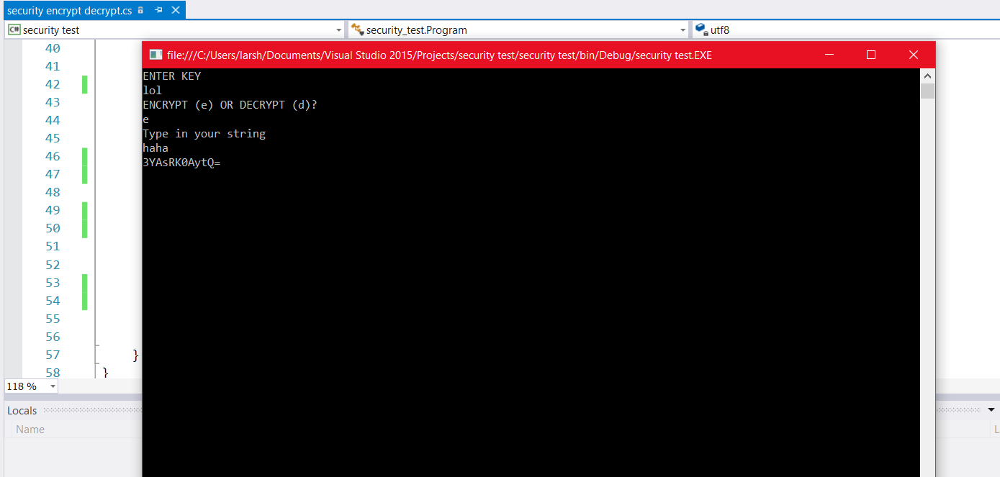 security encrypt decrypt.cs
C# security test
security_test.Program
utf8
40
41
42
43
44
45
46
47
48
49
50
51
52
53
54
55
56
57 }
58 }
file:///C:/Users/larsh/Documents/Visual Studio 2015/Projects/security test/security test/bin/Debug/security test.EXE
ENTER KEY
lol
ENCRYPT (e) OR DECRYPT (d)?
e
Type in your string
haha
3YAsRK0AytQ=
118 %
Locals
Name
L